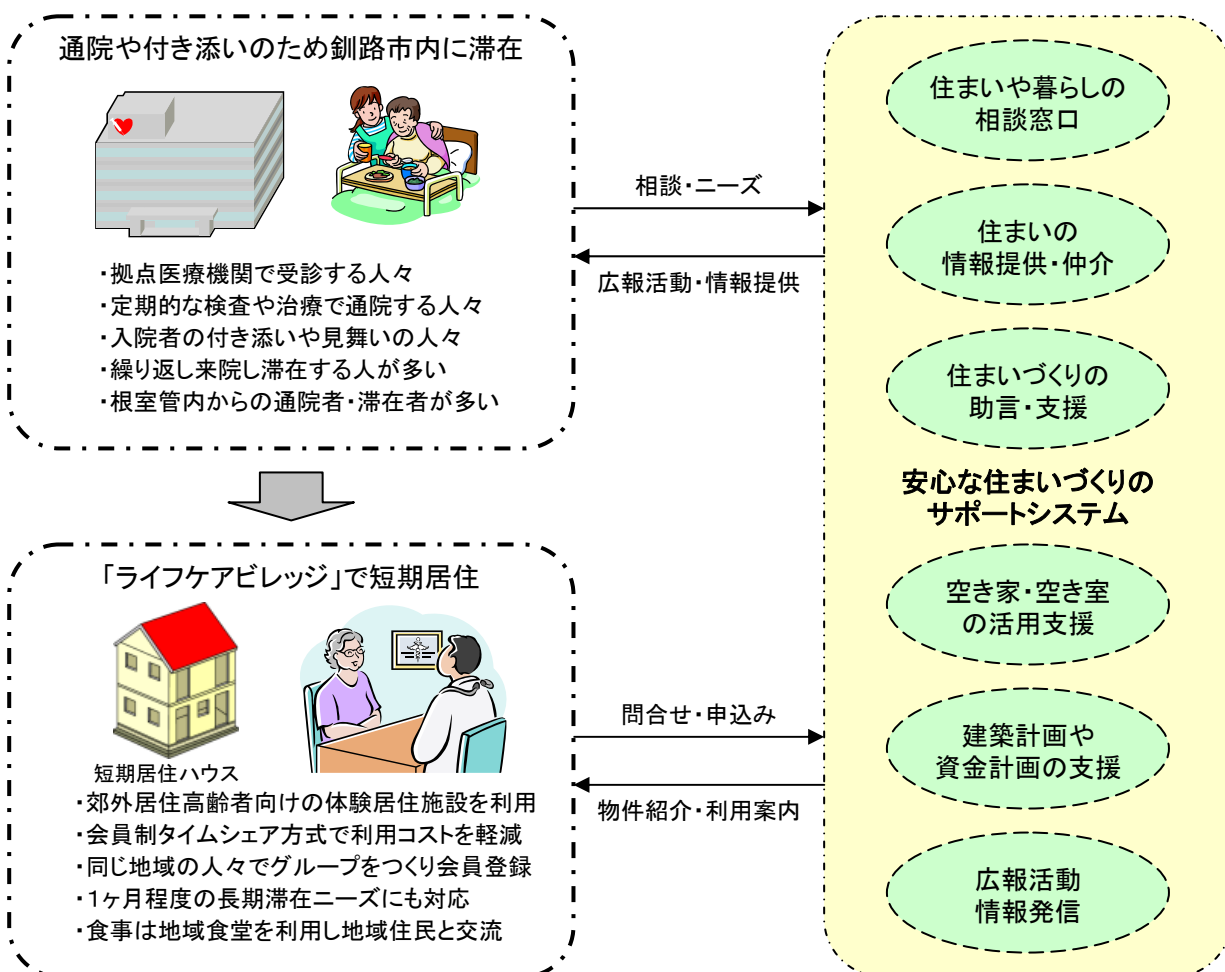 通院や付き添いのため釧路市内に滞在
・拠点医療機関で受診する人々
・定期的な検査や治療で通院する人々
・入院者の付き添いや見舞いの人々
・繰り返し来院し滞在する人が多い
・根室管内からの通院者・滞在者が多い
相談・ニーズ
広報活動・情報提供
「ライフケアビレッジ」で短期居住
短期居住ハウス
・郊外居住高齢者向けの体験居住施設を利用
・会員制タイムシェア方式で利用コストを軽減
・同じ地域の人々でグループをつくり会員登録
・1ヶ月程度の長期滞在ニーズにも対応
・食事は地域食堂を利用し地域住民と交流
問合せ・申込み
物件紹介・利用案内
住まいや暮らしの
相談窓口
住まいの
情報提供・仲介
住まいづくりの
助言・支援
安心な住まいづくりの
サポートシステム
空き家・空き室
の活用支援
建築計画や
資金計画の支援
広報活動
情報発信